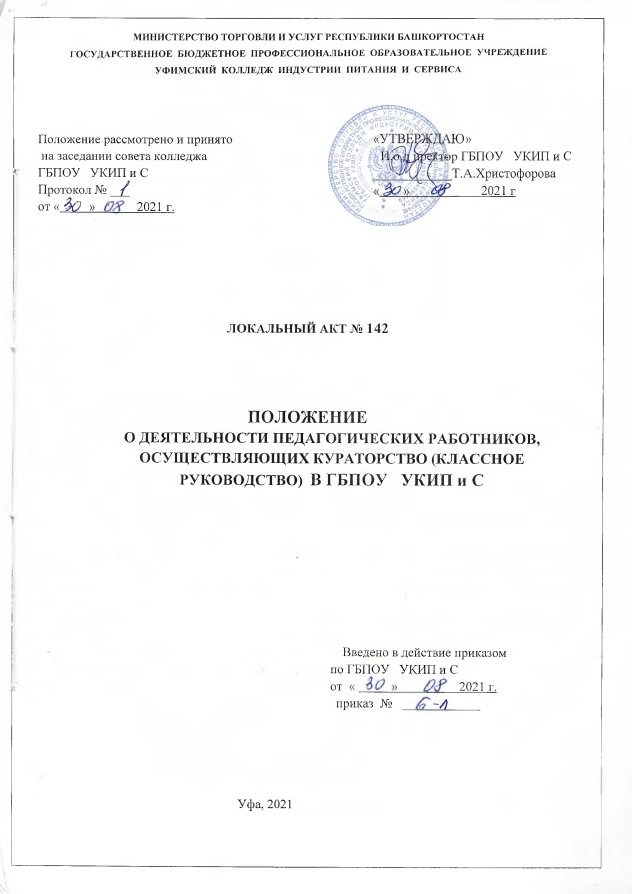 МИНИСТЕРСТВО ТОРГОВЛИ И УСЛУГ РЕСПУБЛИКИ БАШКОРТОСТАН
ГОСУДАРСТВЕННОЕ БЮДЖЕТНОЕ ПРОФЕССИОНАЛЬНОЕ ОБРАЗОВАТЕЛЬНОЕ УЧРЕЖДЕНИЕ
УФИМСКИЙ КОЛЛЕДЖ ИНДУСТРИИ ПИТАНИЯ И СЕРВИСА
Положение рассмотрено и принято
на заседании совета колледжа
ГБПОУ УКИП и С
Протокол № 1
от «30» 08 2021 г.
«УТВЕРЖДАЮ»
И.о. директор ГБПОУ УКИП и С
Т.А.Христофорова
«30» 08 2021 г
ЛОКАЛЬНЫЙ АКТ № 142
ПОЛОЖЕНИЕ
О ДЕЯТЕЛЬНОСТИ ПЕДАГОГИЧЕСКИХ РАБОТНИКОВ,
ОСУЩЕСТВЛЯЮЩИХ КУРАТОРСТВО (КЛАССНОЕ
РУКОВОДСТВО) В ГБПОУ УКИП и С
Введено в действие приказом
по ГБПОУ УКИП и С
от « 30 » 08 2021 г.
приказ № 6-л
Уфа, 2021